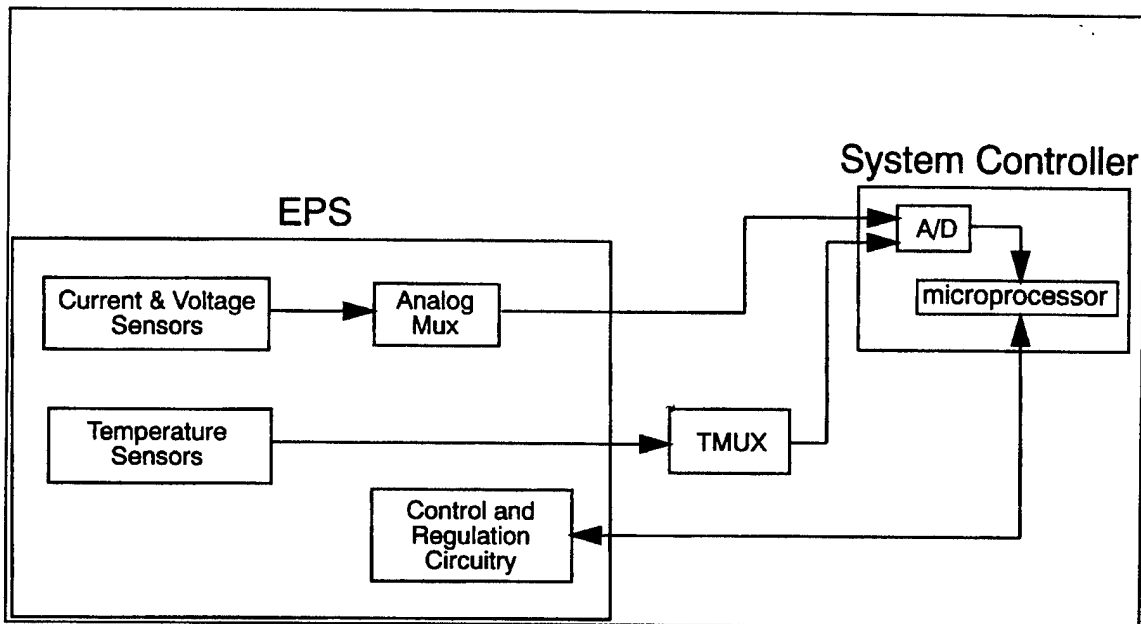 System Controller
EPS
A/D
microprocessor
Current & Voltage
Sensors
Analog
Mux
Temperature
Sensors
TMUX
Control and
Regulation
Circuitry